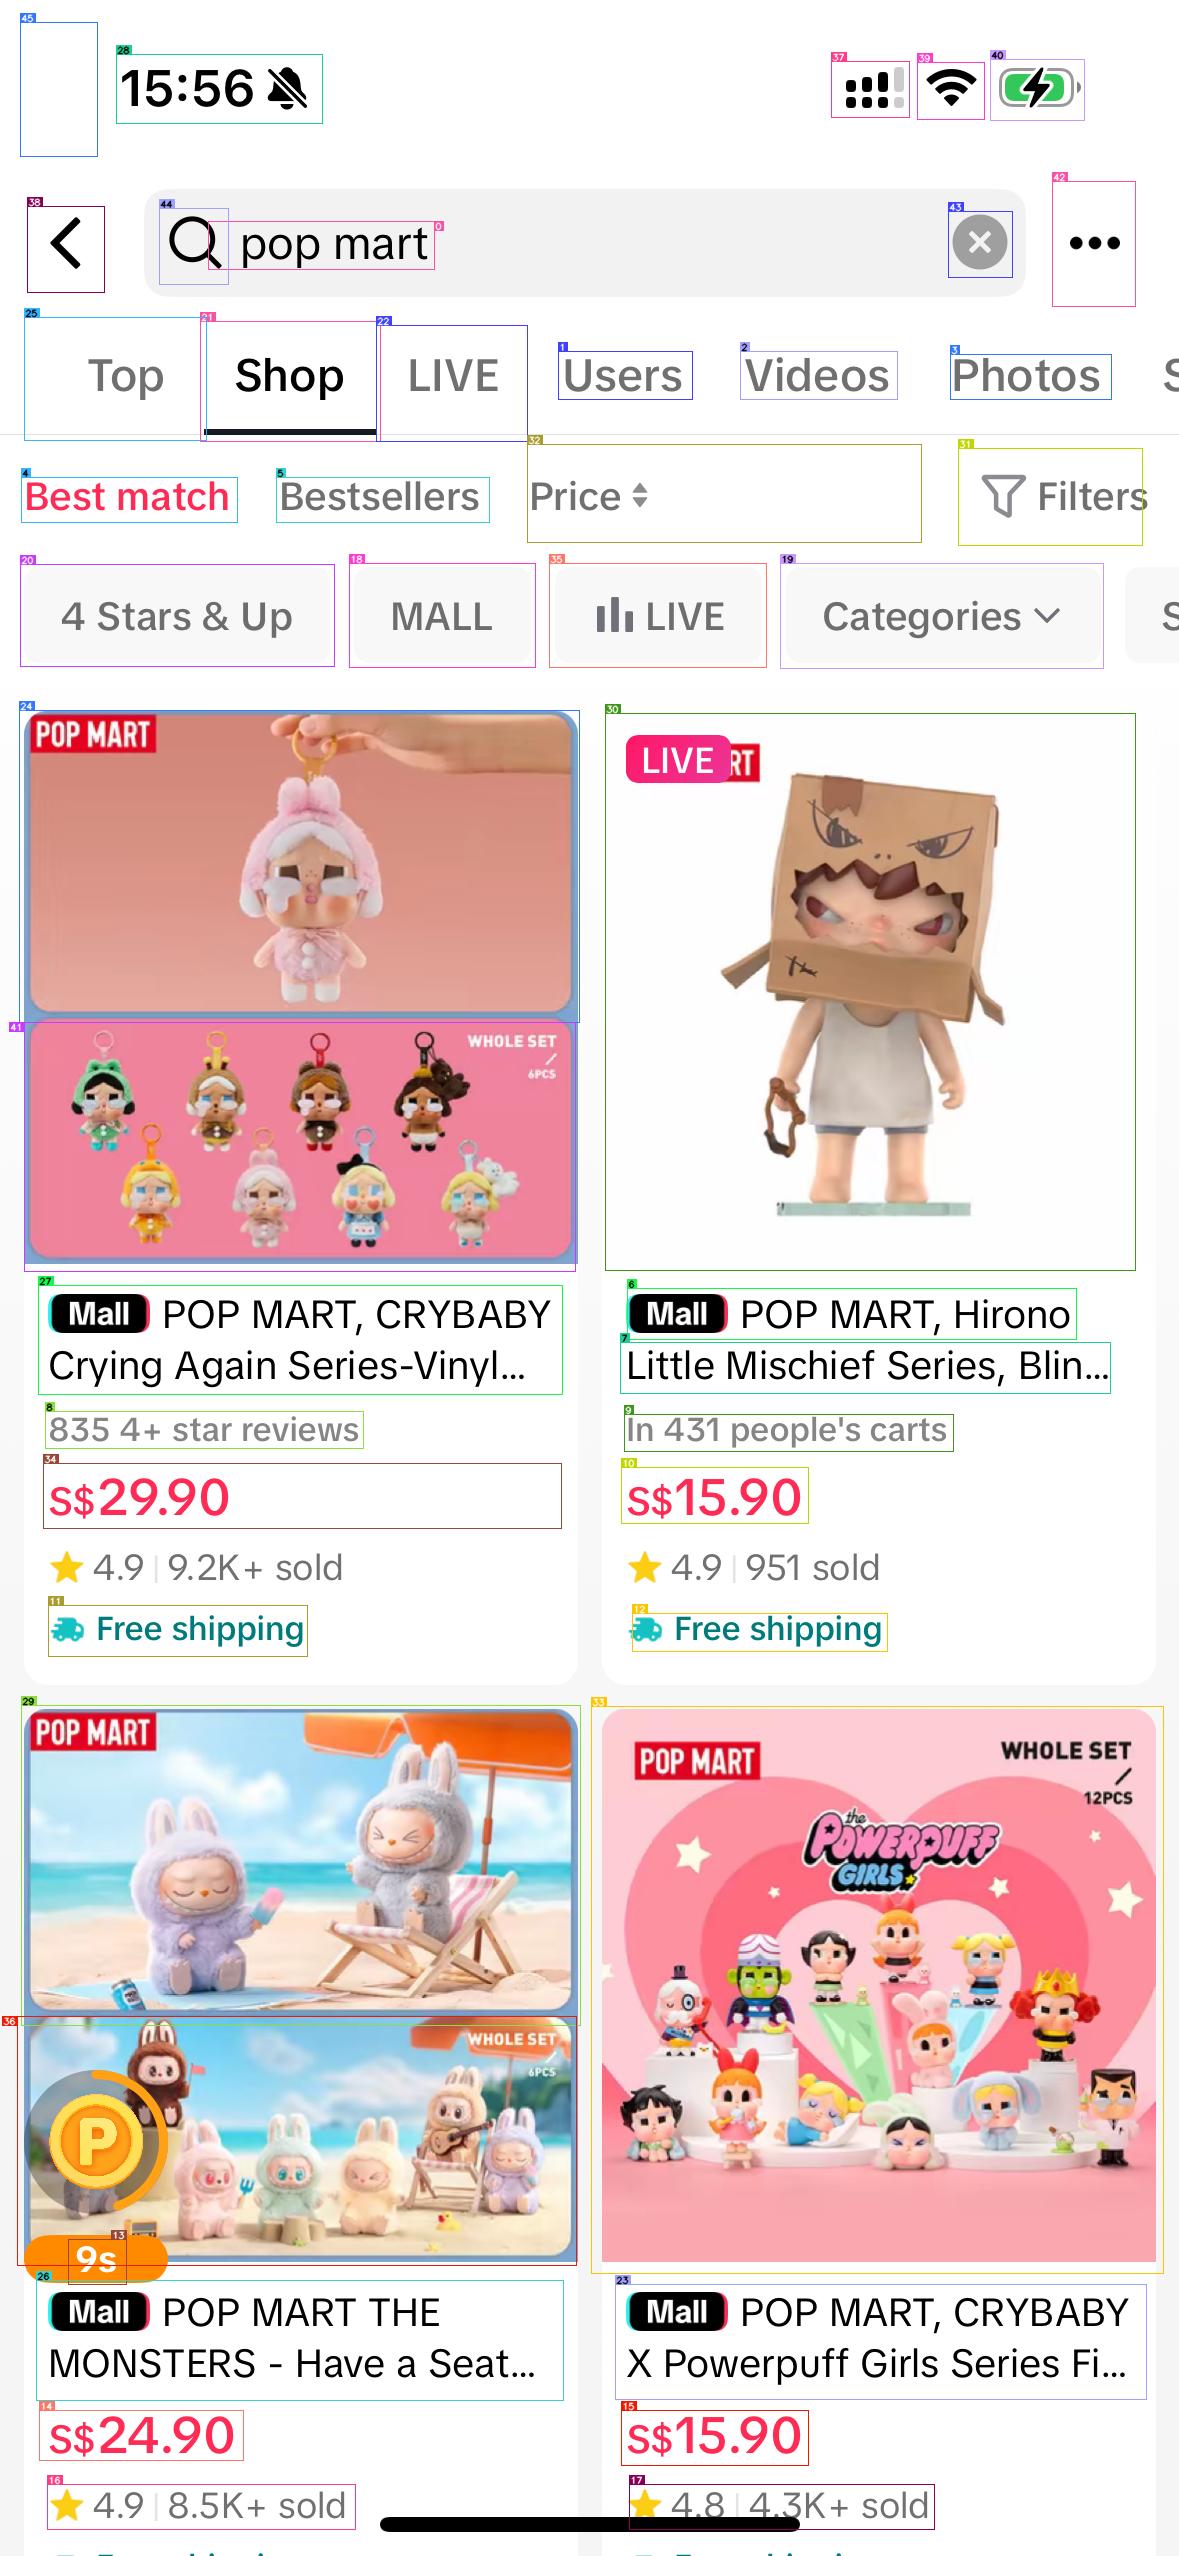 15:56
pop mart
Top Shop LIVE Users Videos Photos
Best match Bestsellers Price Filters
4 Stars & Up MALL LIVE Categories
POP MART
WHOLE SET
/
6PCS
Mall POP MART, CRYBABY
Crying Again Series-Vinyl...
835 4+ star reviews
S$29.90
4.9 | 9.2K+ sold
Free shipping
LIVE
Mall POP MART, Hirono
Little Mischief Series, Blin...
In 431 people's carts
S$15.90
4.9 | 951 sold
Free shipping
POP MART
WHOLE SET
6PCS
P
9s
Mall POP MART THE
MONSTERS - Have a Seat...
S$24.90
4.9 | 8.5K+ sold
POP MART
WHOLE SET
/
12PCS
the
POWERPUFF
GIRLS
Mall POP MART, CRYBABY
X Powerpuff Girls Series Fi...
S$15.90
4.8 | 4.3K+ sold